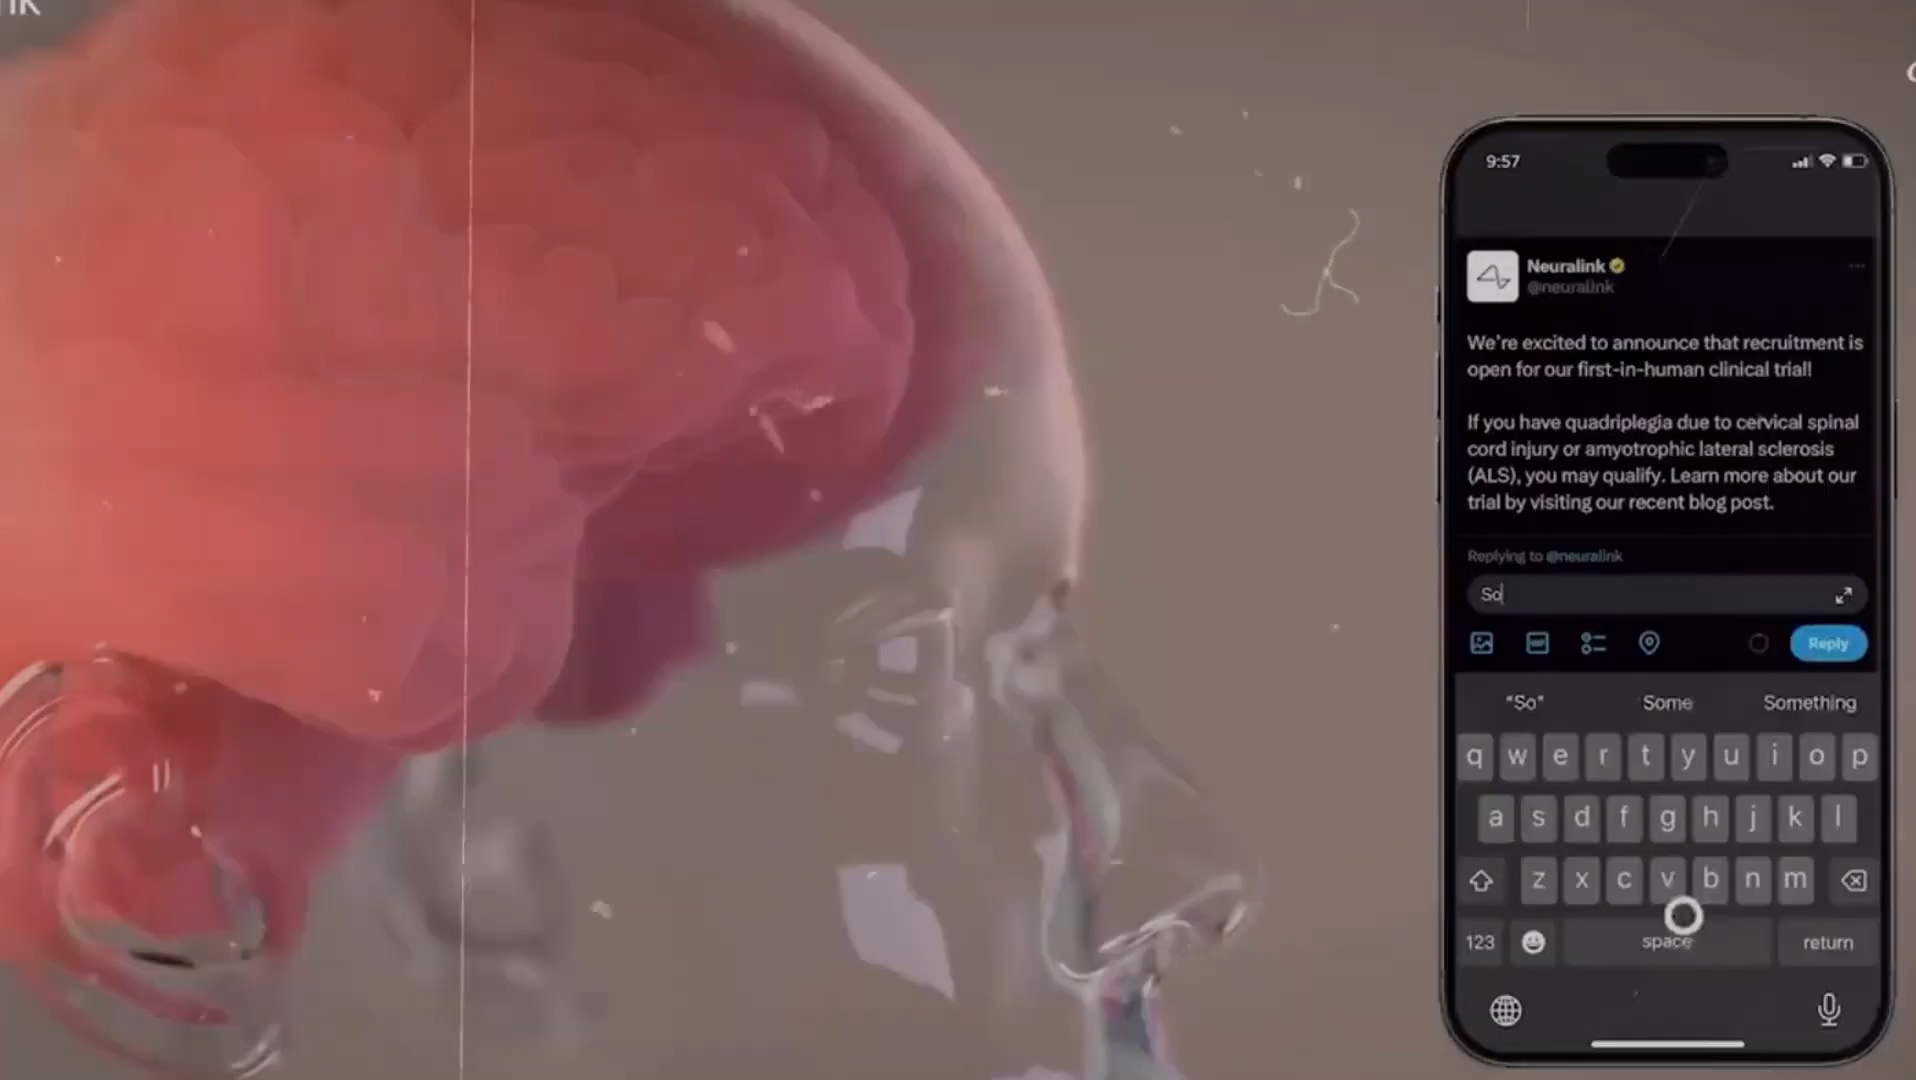 9:57
Neuralink
@neuralink
We're excited to announce that recruitment is
open for our first-in-human clinical trial!
If you have quadriplegia due to cervical spinal
cord injury or amyotrophic lateral sclerosis
(ALS), you may qualify. Learn more about our
trial by visiting our recent blog post.
Replying to @neuralink
So
Reply
"So" Some Something
q w e r t y u i o p
a s d f g h j k l
z x c v b n m
123 space return